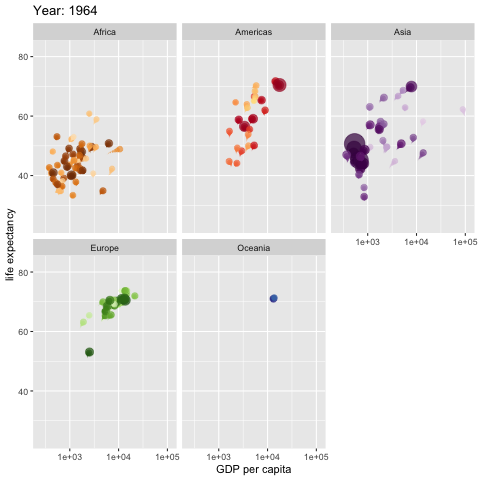 Year: 1964
Africa
Americas
Asia
80
60
40
1e+03 1e+04 1e+05
Europe
Oceania
80
60
40
1e+03 1e+04 1e+05
1e+03 1e+04 1e+05
GDP per capita
life expectancy